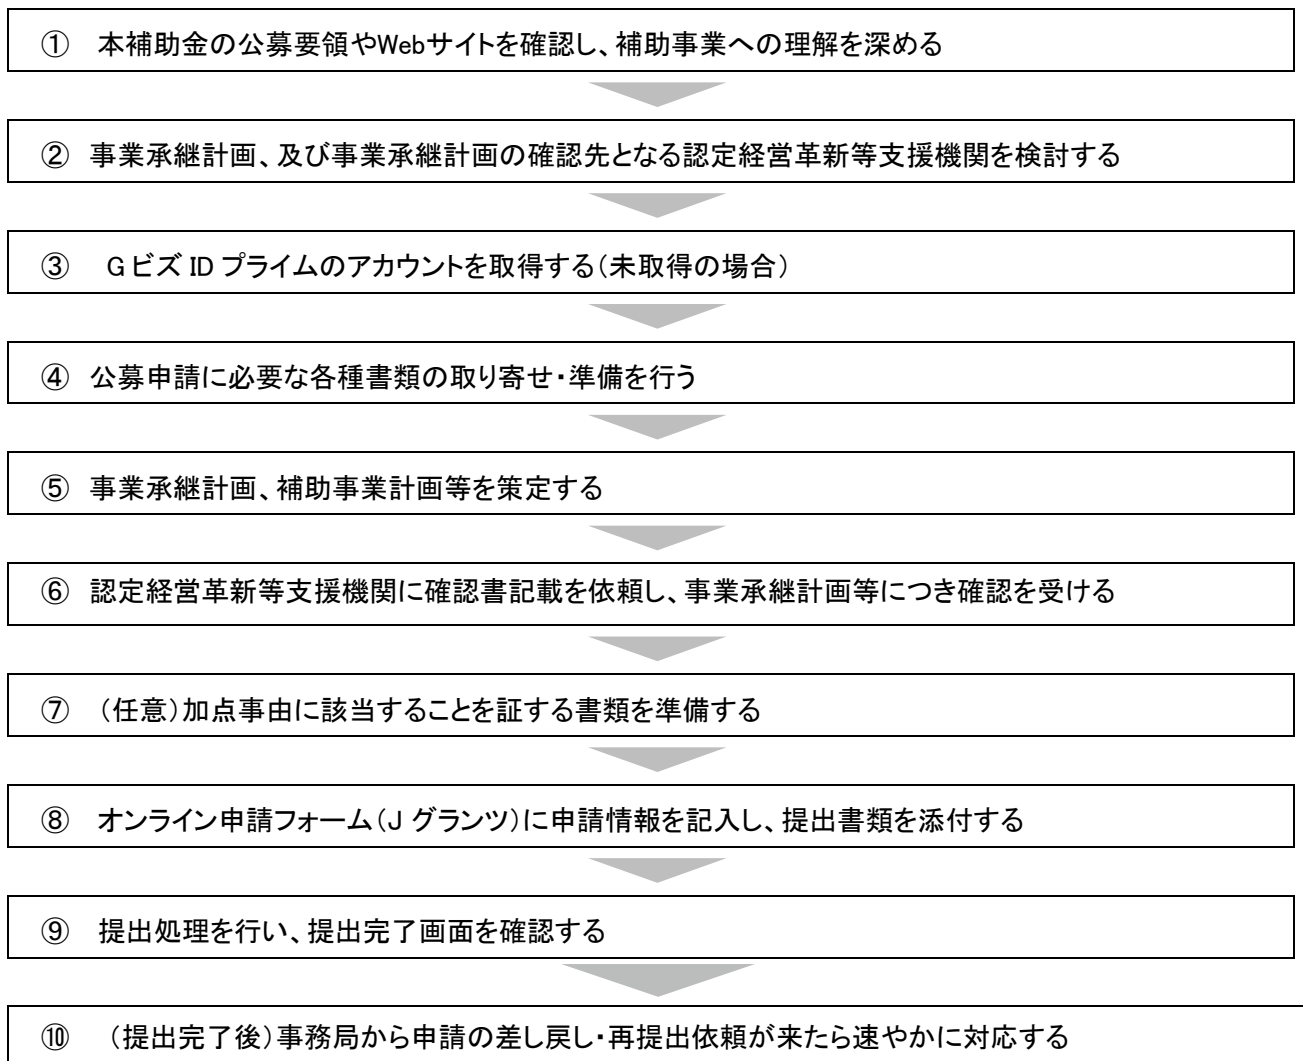 ① 本補助金の公募要領やWebサイトを確認し、補助事業への理解を深める
② 事業承継計画、及び事業承継計画の確認先となる認定経営革新等支援機関を検討する
③ GビズIDプライムのアカウントを取得する(未取得の場合)
④ 公募申請に必要な各種書類の取り寄せ・準備を行う
⑤ 事業承継計画、補助事業計画等を策定する
⑥ 認定経営革新等支援機関に確認書記載を依頼し、事業承継計画等につき確認を受ける
⑦ (任意)加点事由に該当することを証する書類を準備する
⑧ オンライン申請フォーム(Jグランツ)に申請情報を記入し、提出書類を添付する
⑨ 提出処理を行い、提出完了画面を確認する
⑩ (提出完了後)事務局から申請の差し戻し・再提出依頼が来たら速やかに対応する